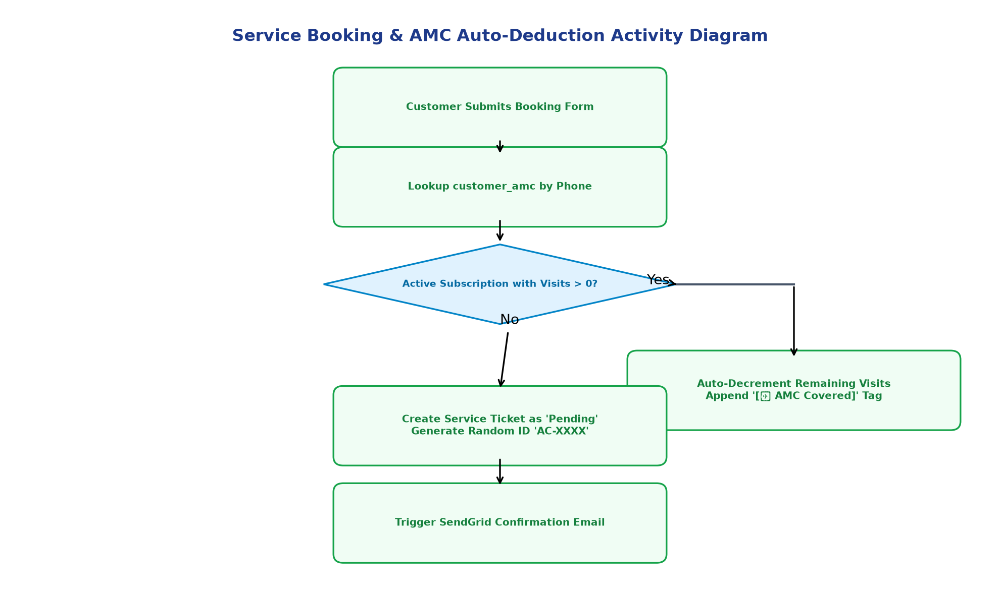 Service Booking & AMC Auto-Deduction Activity Diagram
Customer Submits Booking Form
Lookup customer_amc by Phone
Active Subscription with Visits > 0?
Yes
No
Auto-Decrement Remaining Visits
Append '[✈ AMC Covered]' Tag
Create Service Ticket as 'Pending'
Generate Random ID 'AC-XXXX'
Trigger SendGrid Confirmation Email